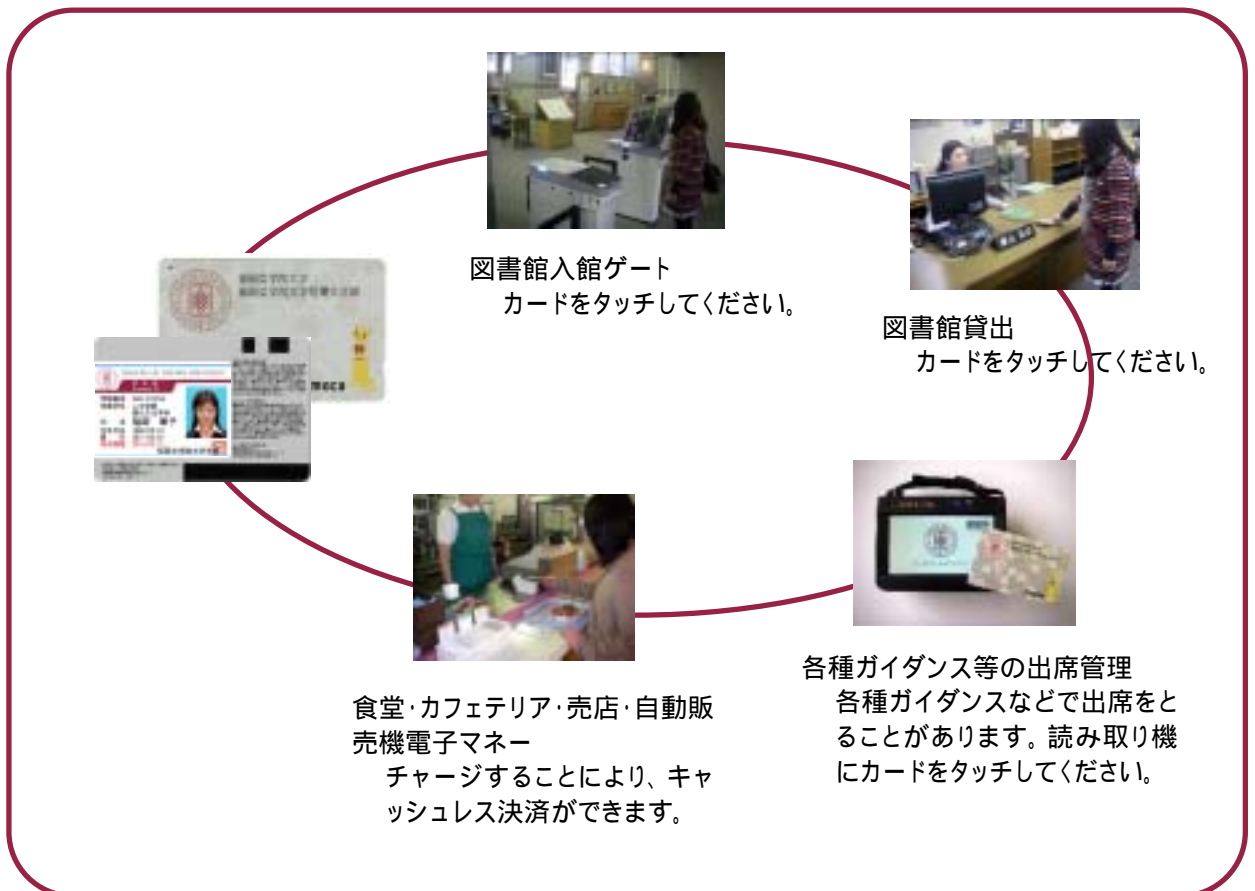 図書館入館ゲート
カードをタッチしてください。
図書館貸出
カードをタッチしてください。
moca
食堂・カフェテリア・売店・自動販
売機電子マネー
チャージすることにより、キャ
ッシュレス決済ができます。
各種ガイダンス等の出席管理
各種ガイダンスなどで出席をと
ることがあります。読み取り機
にカードをタッチしてください。